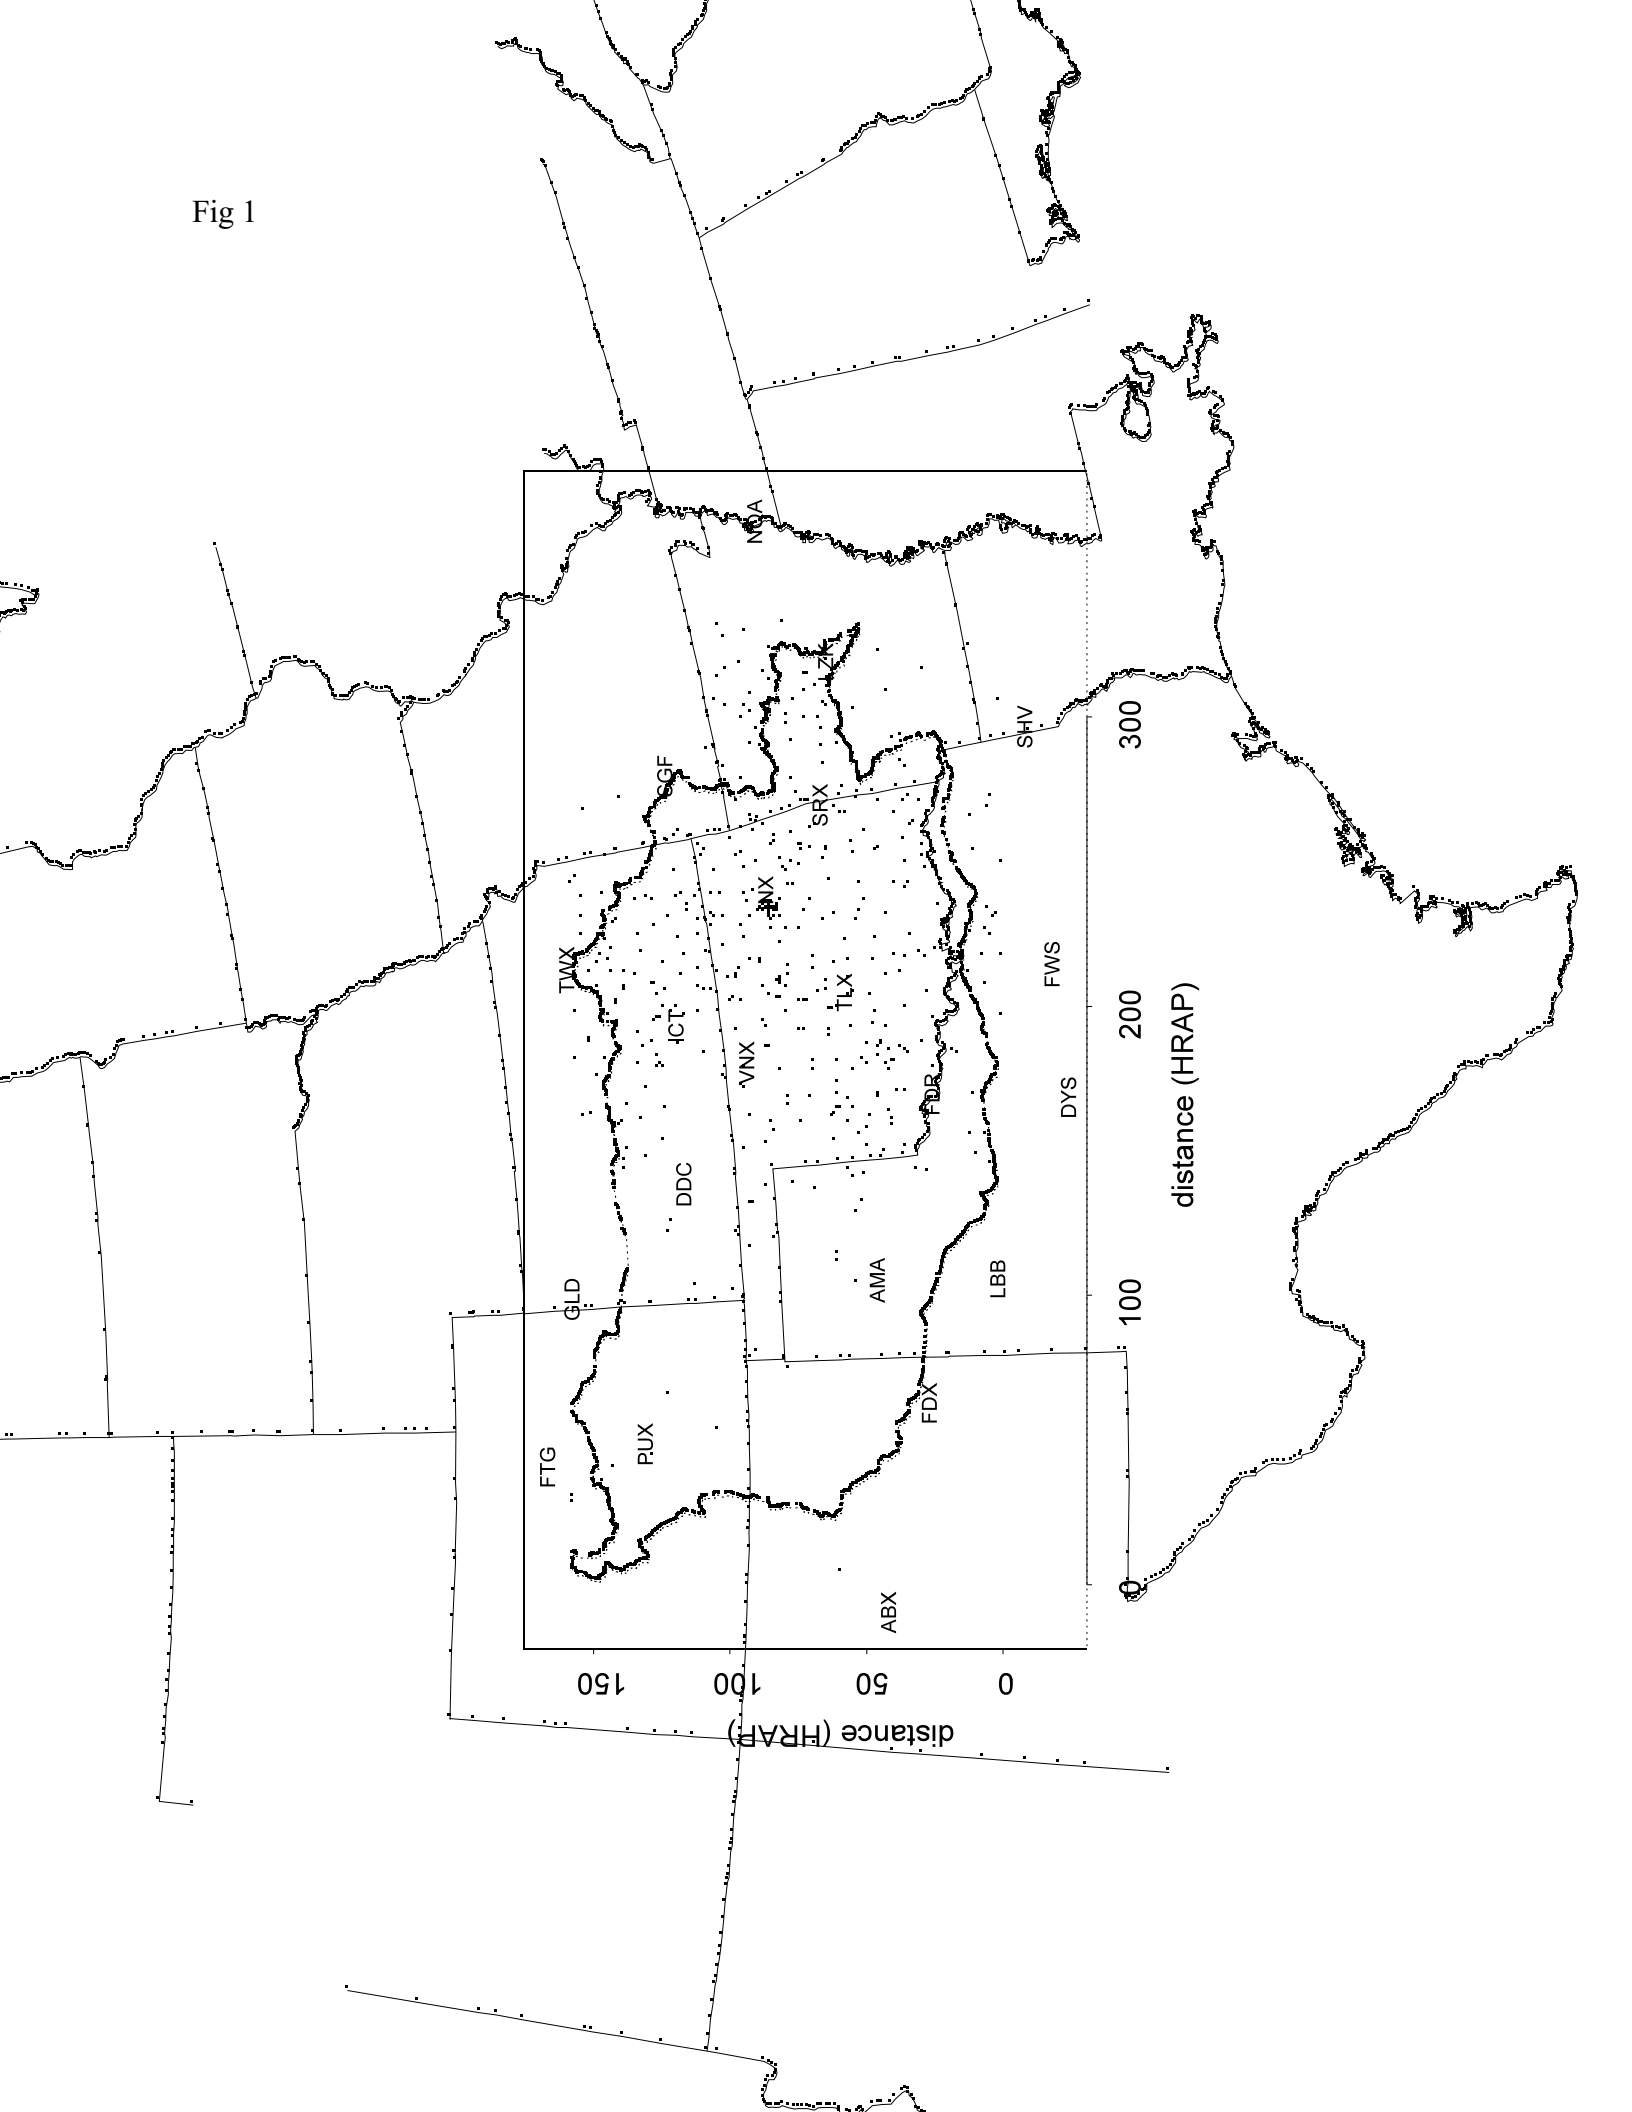 Fig 1
NQA
LZK
SHV
300
SGF
SRX
INX
TWX
FWS
TLX
200
distance (HRAP)
ICT
VNX
FDR
DYS
DDC
GLD
AMA
LBB
100
FDX
PUX
FTG
ABX
0
150
100
50
0
distance (HRAP)